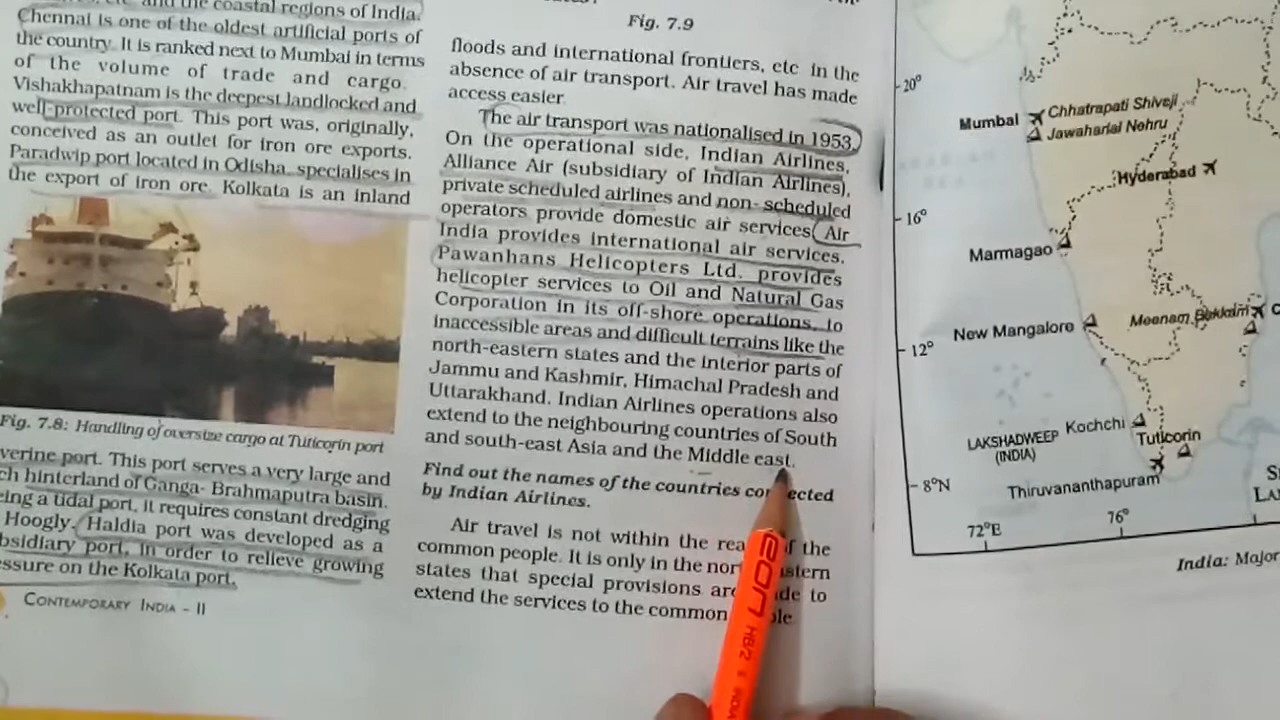 and the coastal regions of India.
Chennai is one of the oldest artificial ports of
the country. It is ranked next to Mumbai in terms
of the volume of trade and cargo.
Vishakhapatnam is the deepest landlocked and
well-protected port. This port was, originally,
conceived as an outlet for iron ore exports.
Paradwip port located in Odisha, specialises in
the export of iron ore. Kolkata is an inland
Fig. 7.8: Handling of oversize cargo at Tuticorin port
verine port. This port serves a very large and
ch hinterland of Ganga- Brahmaputra basin.
eing a tidal port, it requires constant dredging
Hoogly. Haldia port was developed as a
bsidiary port, in order to relieve growing
ssure on the Kolkata port.
CONTEMPORARY INDIA - II
Fig. 7.9
floods and international frontiers, etc in the
absence of air transport. Air travel has made
access easier.
The air transport was nationalised in 1953.
On the operational side, Indian Airlines,
Alliance Air (subsidiary of Indian Airlines),
private scheduled airlines and non- scheduled
operators provide domestic air services. Air
India provides international air services.
Pawanhans Helicopters Ltd. provides
helicopter services to Oil and Natural Gas
Corporation in its off-shore operations, to
inaccessible areas and difficult terrains like the
north-eastern states and the interior parts of
Jammu and Kashmir, Himachal Pradesh and
Uttarakhand. Indian Airlines operations also
extend to the neighbouring countries of South
and south-east Asia and the Middle east.
Find out the names of the countries co ected
by Indian Airlines.
Air travel is not within the rea f the
common people. It is only in the nor astern
states that special provisions ar de to
extend the services to the common ple
20°
Mumbai Chhatrapati Shivaji
Jawaharlal Nehru
Hyderabad
16°
Marmagao
New Mangalore
Meenam Bakkam
12°
LAKSHADWEEP
(INDIA)
Kochchi
Tuticorin
8°N
Thiruvananthapuram
72°E
76°
India: Major
eon HB/2